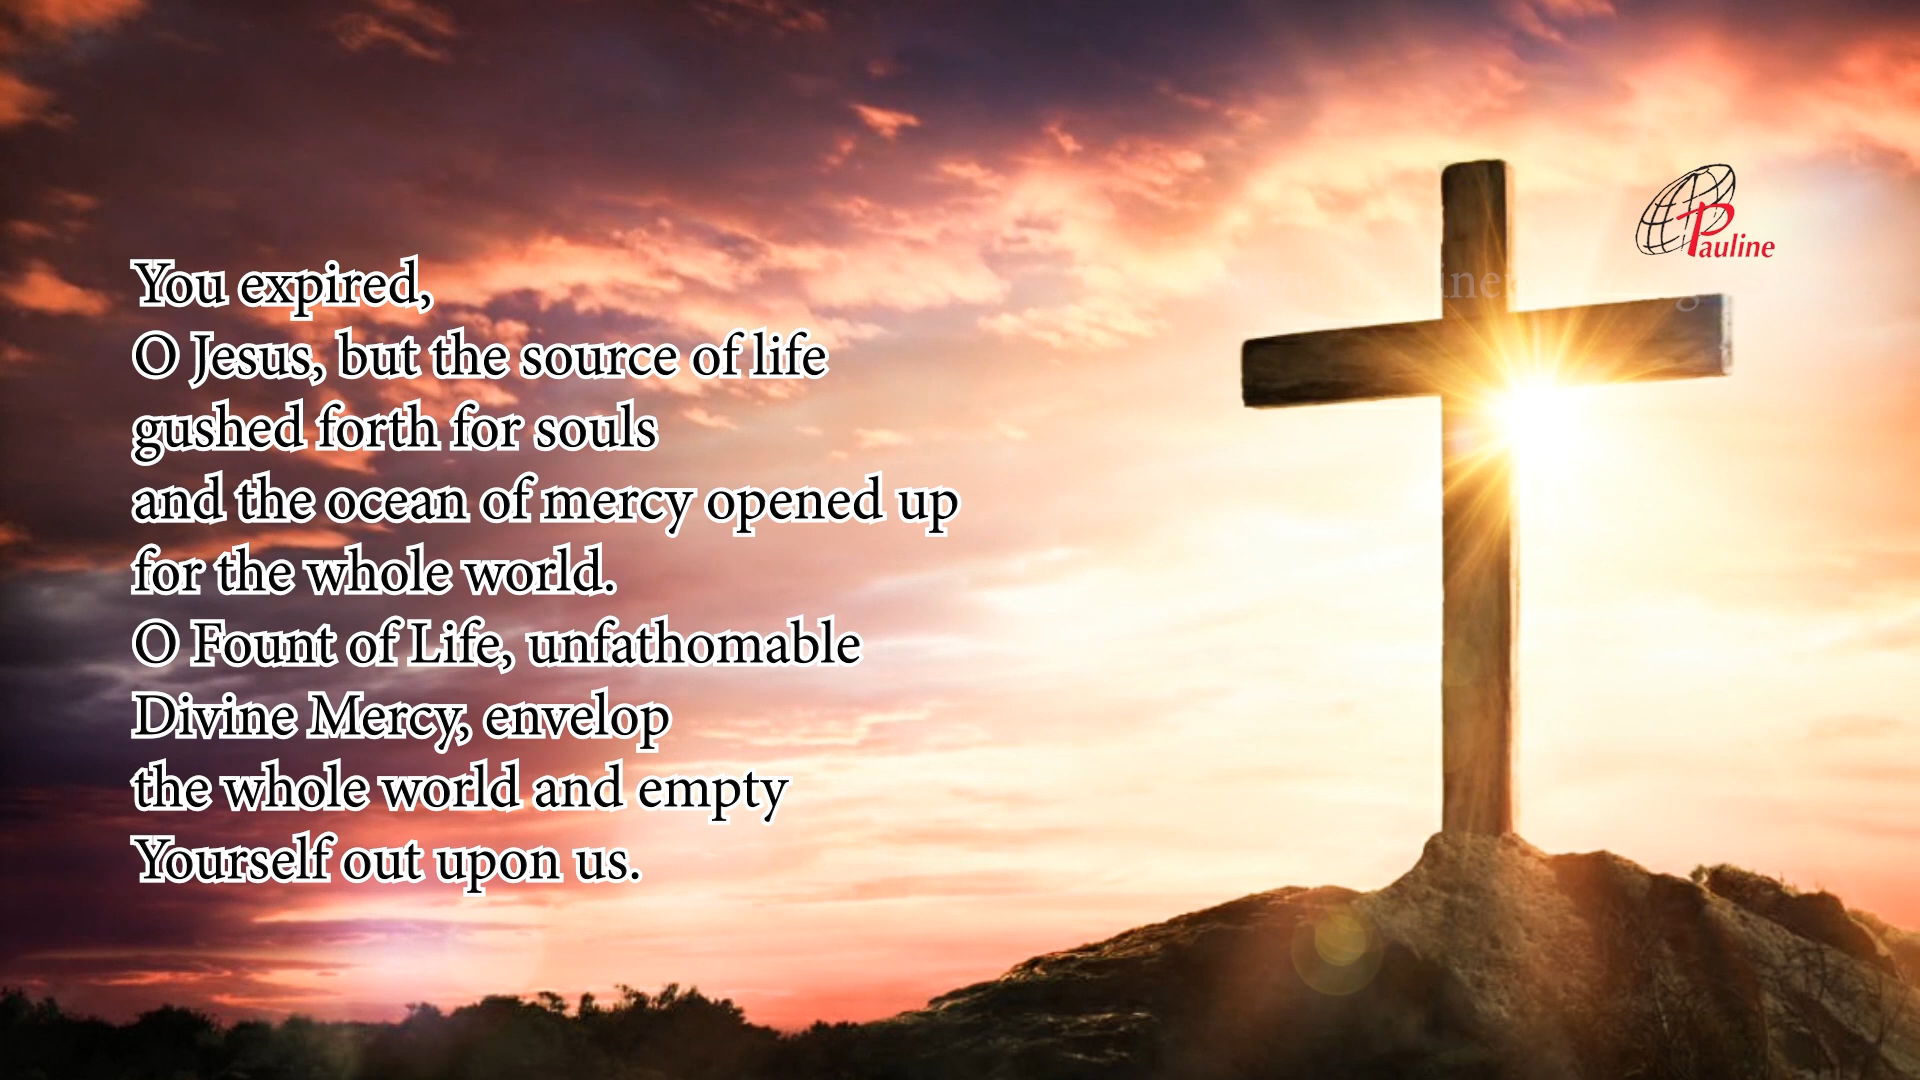 Pauline
You expired,
O Jesus, but the source of life
gushed forth for souls
and the ocean of mercy opened up
for the whole world.
O Fount of Life, unfathomable
Divine Mercy, envelop
the whole world and empty
Yourself out upon us.